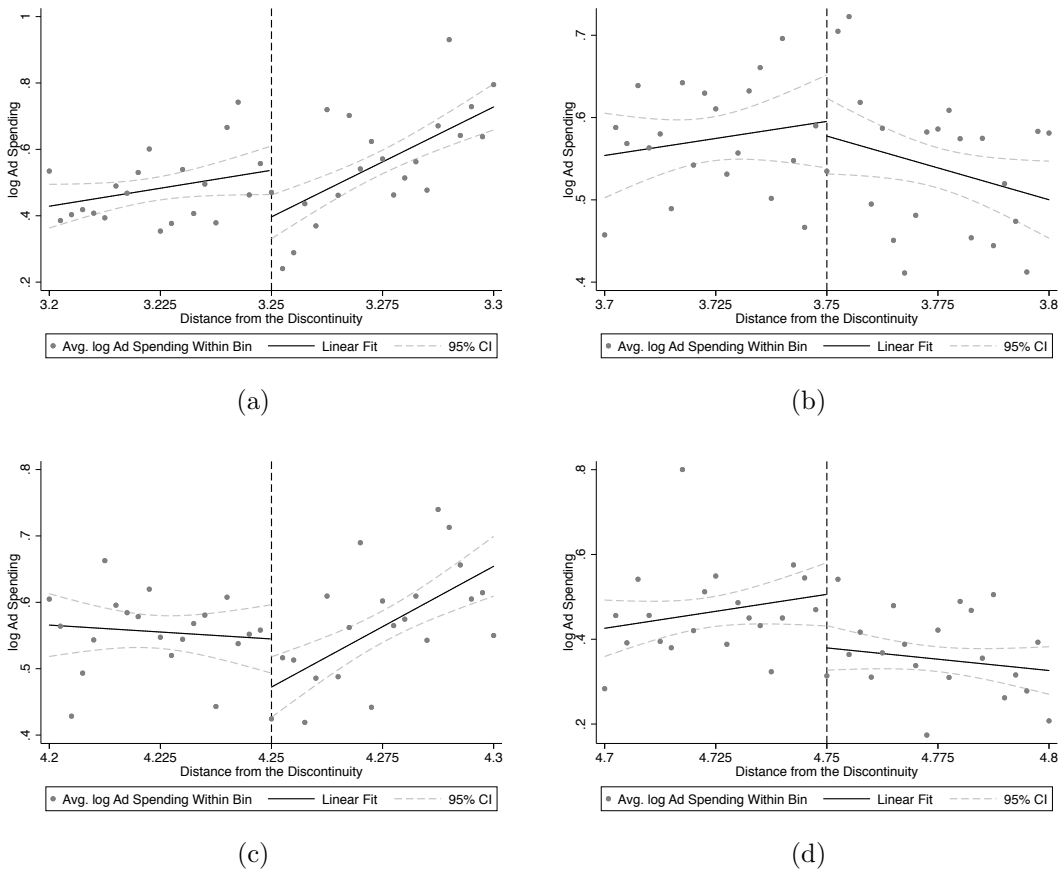 log Ad Spending
.2 .4 .6 .8 1
3.2 3.225 3.25 3.275 3.3
Distance from the Discontinuity
Avg. log Ad Spending Within Bin Linear Fit 95% CI
(a)
log Ad Spending
.4 .5 .6 .7
3.7 3.725 3.75 3.775 3.8
Distance from the Discontinuity
Avg. log Ad Spending Within Bin Linear Fit 95% CI
(b)
log Ad Spending
.4 .5 .6 .7 .8
4.2 4.225 4.25 4.275 4.3
Distance from the Discontinuity
Avg. log Ad Spending Within Bin Linear Fit 95% CI
(c)
log Ad Spending
.2 .4 .6 .8
4.7 4.725 4.75 4.775 4.8
Distance from the Discontinuity
Avg. log Ad Spending Within Bin Linear Fit 95% CI
(d)